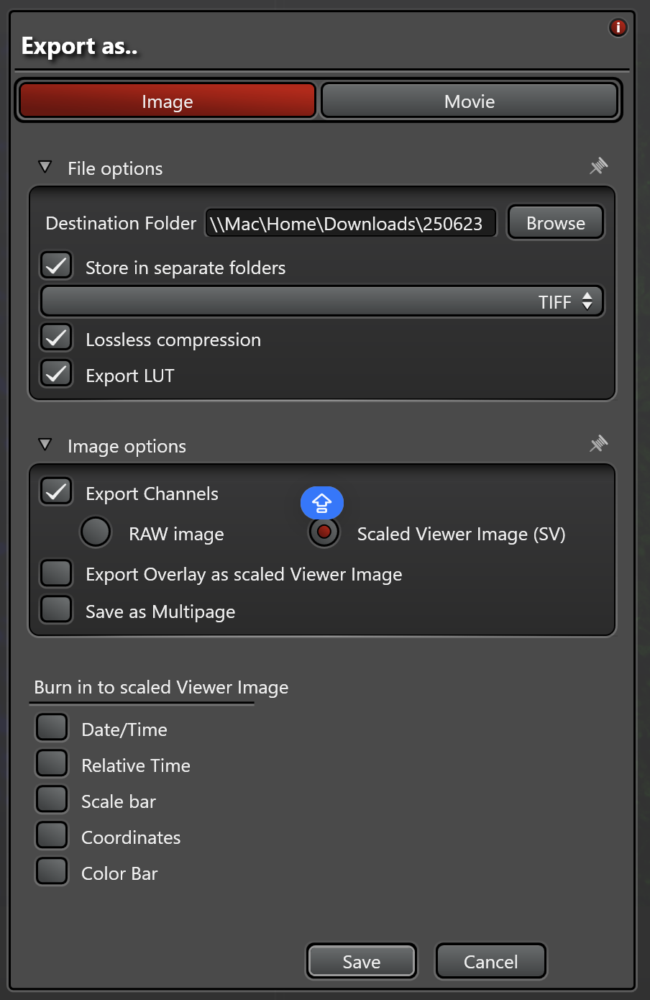 Export as..
i
Image Movie
File options
Destination Folder \\Mac\Home\Downloads\250623 Browse
Store in separate folders
TIFF
Lossless compression
Export LUT
Image options
Export Channels
RAW image Scaled Viewer Image (SV)
Export Overlay as scaled Viewer Image
Save as Multipage
Burn in to scaled Viewer Image
Date/Time
Relative Time
Scale bar
Coordinates
Color Bar
Save Cancel